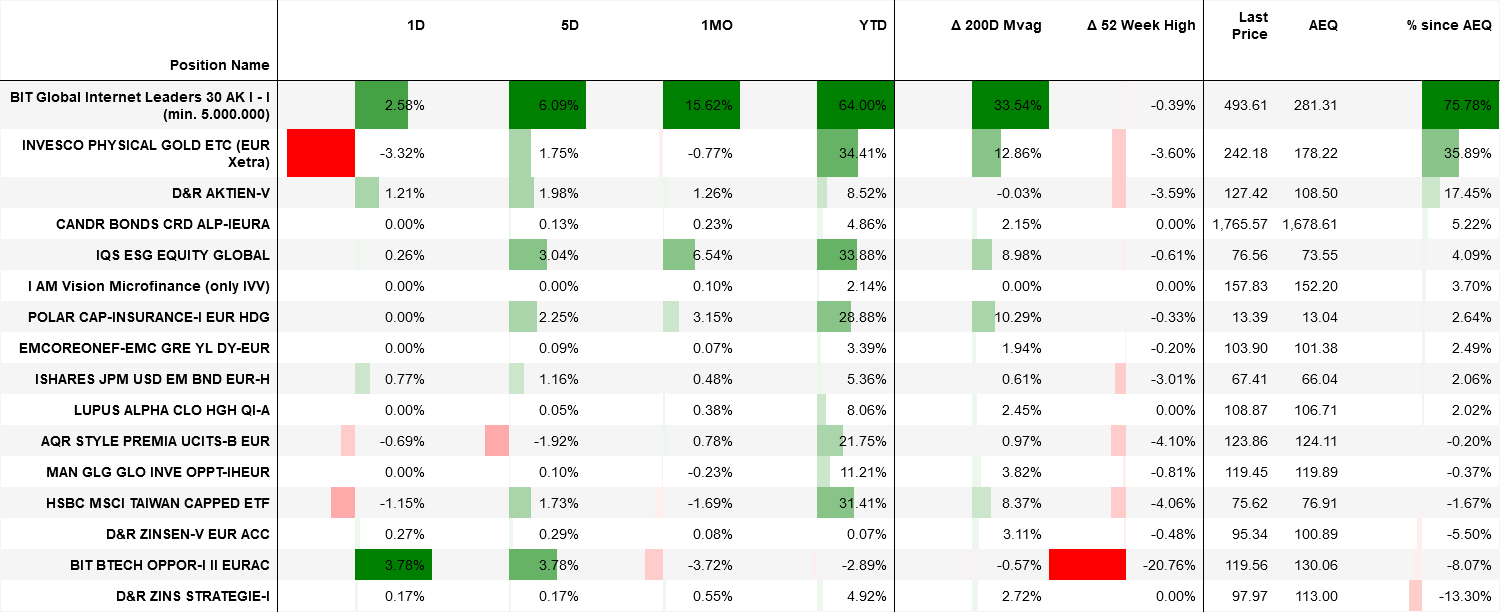 Position Name 1D 5D 1MO YTD Δ 200D Mvag Δ 52 Week High Last Price AEQ % since AEQ
BIT Global Internet Leaders 30 AK I - I (min. 5.000.000) 2.58% 6.09% 15.62% 64.00% 33.54% -0.39% 493.61 281.31 75.78%
INVESCO PHYSICAL GOLD ETC (EUR Xetra) -3.32% 1.75% -0.77% 34.41% 12.86% -3.60% 242.18 178.22 35.89%
D&R AKTIEN-V 1.21% 1.98% 1.26% 8.52% -0.03% -3.59% 127.42 108.50 17.45%
CANDR BONDS CRD ALP-IEURA 0.00% 0.13% 0.23% 4.86% 2.15% 0.00% 1,765.57 1,678.61 5.22%
IQS ESG EQUITY GLOBAL 0.26% 3.04% 6.54% 33.88% 8.98% -0.61% 76.56 73.55 4.09%
I AM Vision Microfinance (only IVV) 0.00% 0.00% 0.10% 2.14% 0.00% 0.00% 157.83 152.20 3.70%
POLAR CAP-INSURANCE-I EUR HDG 0.00% 2.25% 3.15% 28.88% 10.29% -0.33% 13.39 13.04 2.64%
EMCOREONEF-EMC GRE YL DY-EUR 0.00% 0.09% 0.07% 3.39% 1.94% -0.20% 103.90 101.38 2.49%
ISHARES JPM USD EM BND EUR-H 0.77% 1.16% 0.48% 5.36% 0.61% -3.01% 67.41 66.04 2.06%
LUPUS ALPHA CLO HGH QI-A 0.00% 0.05% 0.38% 8.06% 2.45% 0.00% 108.87 106.71 2.02%
AQR STYLE PREMIA UCITS-B EUR -0.69% -1.92% 0.78% 21.75% 0.97% -4.10% 123.86 124.11 -0.20%
MAN GLG GLO INVE OPPT-IHEUR 0.00% 0.10% -0.23% 11.21% 3.82% -0.81% 119.45 119.89 -0.37%
HSBC MSCI TAIWAN CAPPED ETF -1.15% 1.73% -1.69% 31.41% 8.37% -4.06% 75.62 76.91 -1.67%
D&R ZINSEN-V EUR ACC 0.27% 0.29% 0.08% 0.07% 3.11% -0.48% 95.34 100.89 -5.50%
BIT BTECH OPPOR-I II EURAC 3.78% 3.78% -3.72% -2.89% -0.57% -20.76% 119.56 130.06 -8.07%
D&R ZINS STRATEGIE-I 0.17% 0.17% 0.55% 4.92% 2.72% 0.00% 97.97 113.00 -13.30%